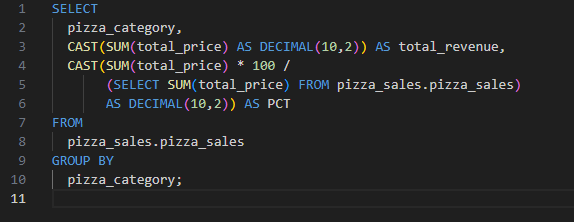 1 SELECT
2 pizza_category,
3 CAST(SUM(total_price) AS DECIMAL(10,2)) AS total_revenue,
4 CAST(SUM(total_price) * 100 /
5 (SELECT SUM(total_price) FROM pizza_sales.pizza_sales)
6 AS DECIMAL(10,2)) AS PCT
7 FROM
8 pizza_sales.pizza_sales
9 GROUP BY
10 pizza_category;
11